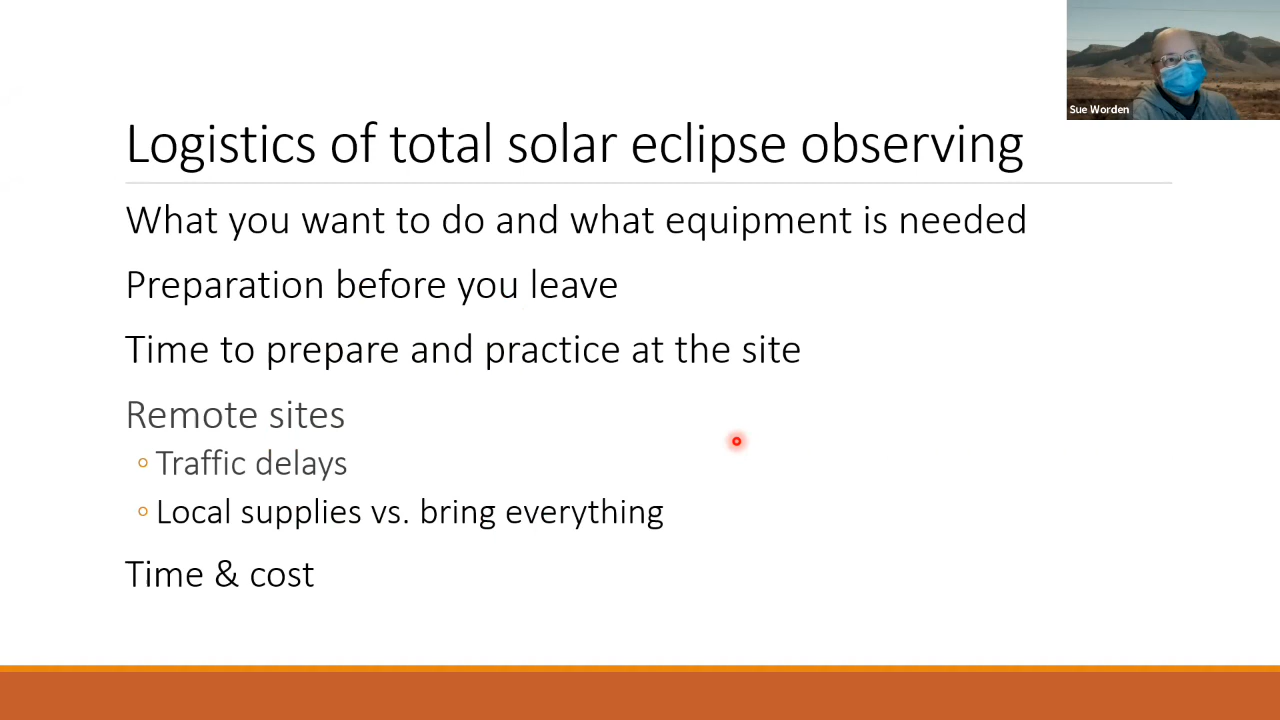 Sue Worden
Logistics of total solar eclipse observing
What you want to do and what equipment is needed
Preparation before you leave
Time to prepare and practice at the site
Remote sites
Traffic delays
Local supplies vs. bring everything
Time & cost